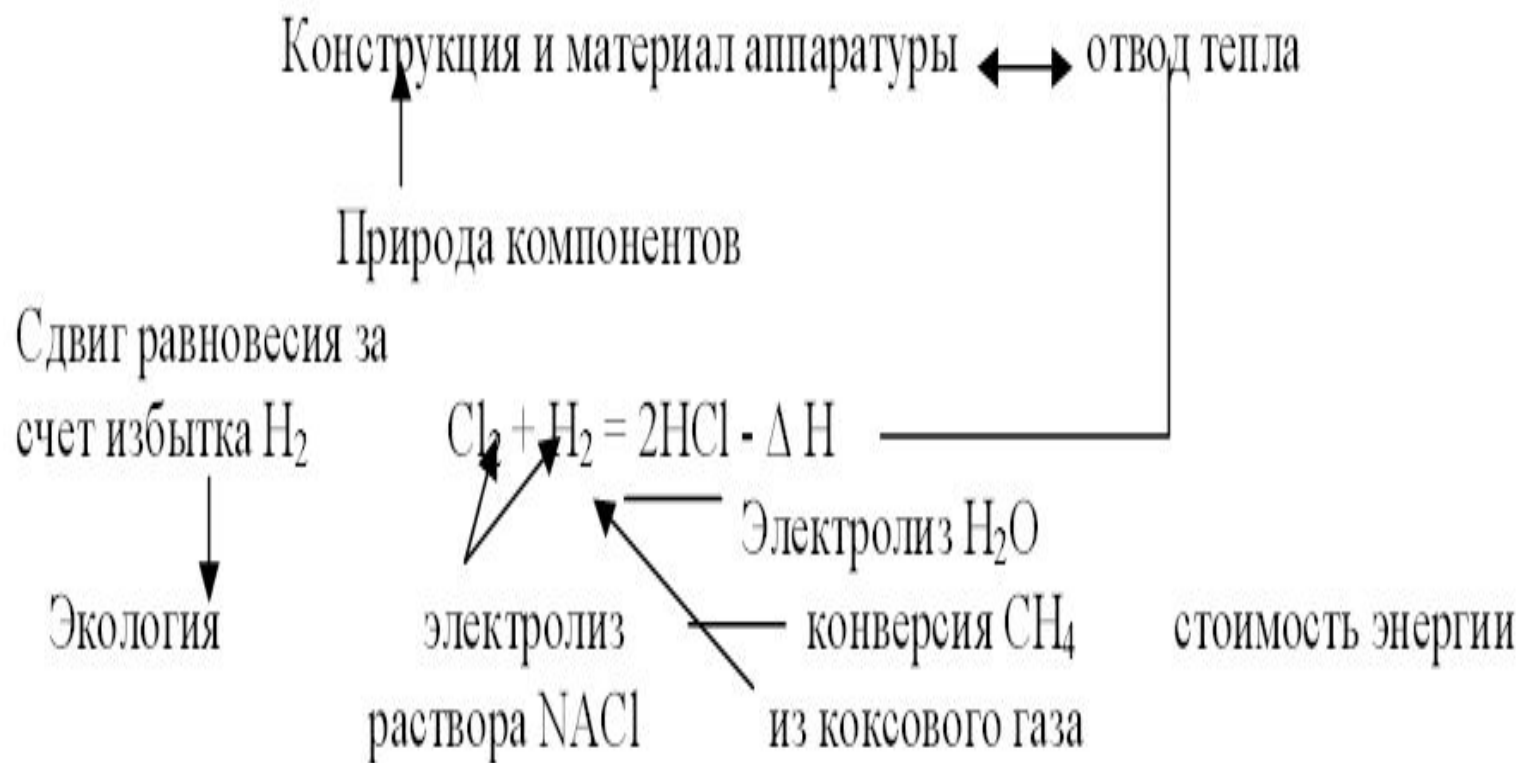 Конструкция и материал аппаратуры отвод тепла
Природа компонентов
Сдвиг равновесия за
счет избытка H₂ Cl₂ + H₂ = 2HCl - Δ H
Электролиз H₂O
Экология электролиз конверсия CH₄ стоимость энергии
раствора NACl из коксового газа